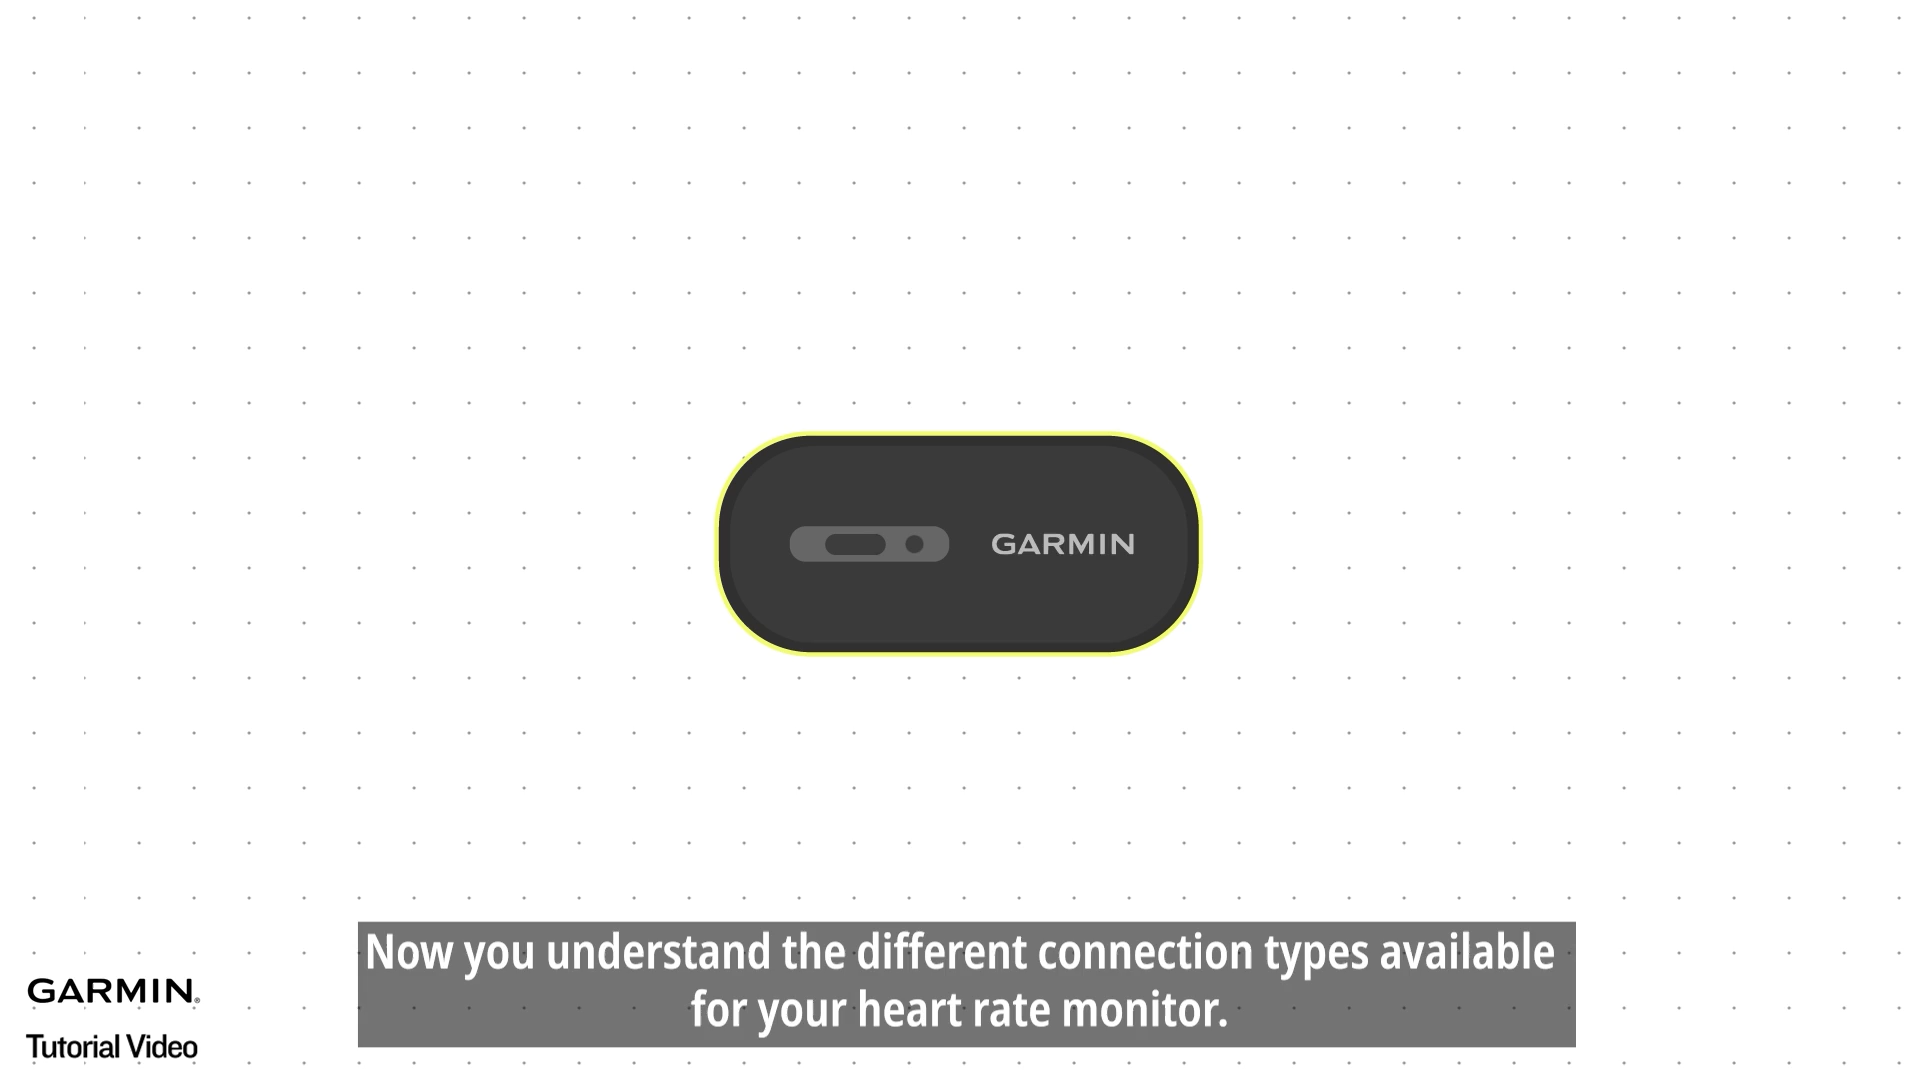 GARMIN
Now you understand the different connection types available
for your heart rate monitor.
GARMIN®
Tutorial Video